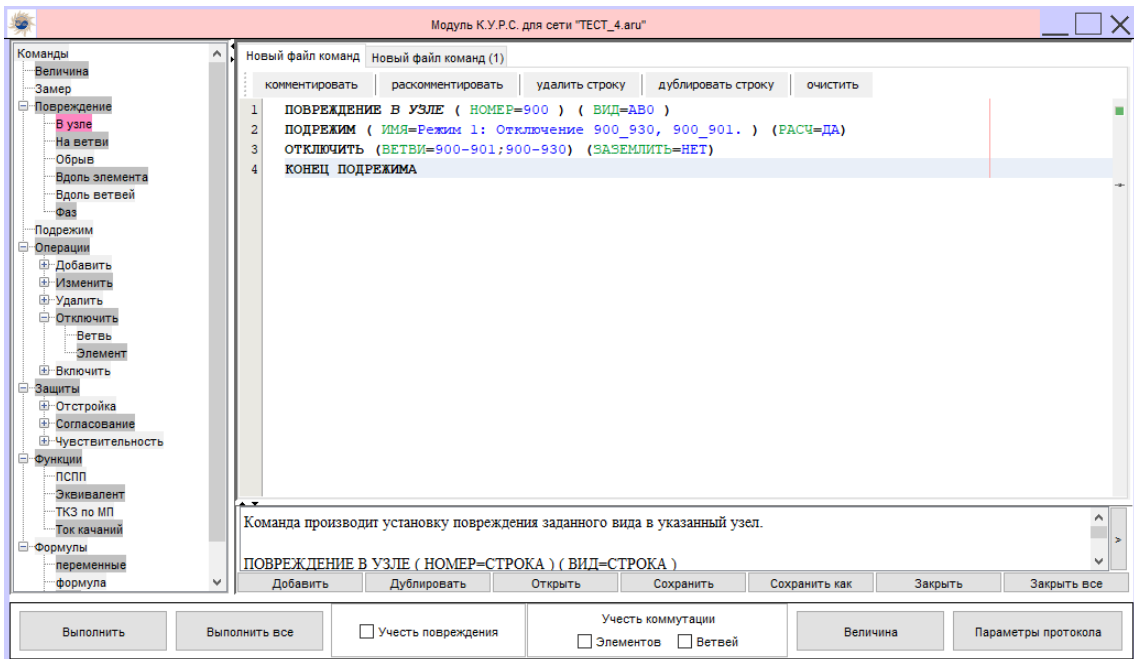 Модуль К.У.Р.С. для сети "ТЕСТ_4.aru"
Команды
Величина
Замер
Повреждение
В узле
На ветви
Обрыв
Вдоль элемента
Вдоль ветвей
Фаз
Подрежим
Операции
Добавить
Изменить
Удалить
Отключить
Ветвь
Элемент
Включить
Защиты
Отстройка
Согласование
Чувствительность
Функции
ПСПП
Эквивалент
ТКЗ по МП
Ток качаний
Формулы
переменные
формула
Новый файл команд Новый файл команд (1)
комментировать раскомментировать удалить строку дублировать строку очистить
1 ПОВРЕЖДЕНИЕ В УЗЛЕ ( НОМЕР=900 ) ( ВИД=АВ0 )
2 ПОДРЕЖИМ ( ИМЯ=Режим 1: Отключение 900_930, 900_901. ) (РАСЧ=ДА)
3 ОТКЛЮЧИТЬ (ВЕТВИ=900-901;900-930) (ЗАЗЕМЛИТЬ=НЕТ)
4 КОНЕЦ ПОДРЕЖИМА
Команда производит установку повреждения заданного вида в указанный узел.
ПОВРЕЖДЕНИЕ В УЗЛЕ ( НОМЕР=СТРОКА ) ( ВИД=СТРОКА )
>
Добавить Дублировать Открыть Сохранить Сохранить как Закрыть Закрыть все
Выполнить Выполнить все Учесть повреждения
Учесть коммутации
Элементов Ветвей
Величина Параметры протокола